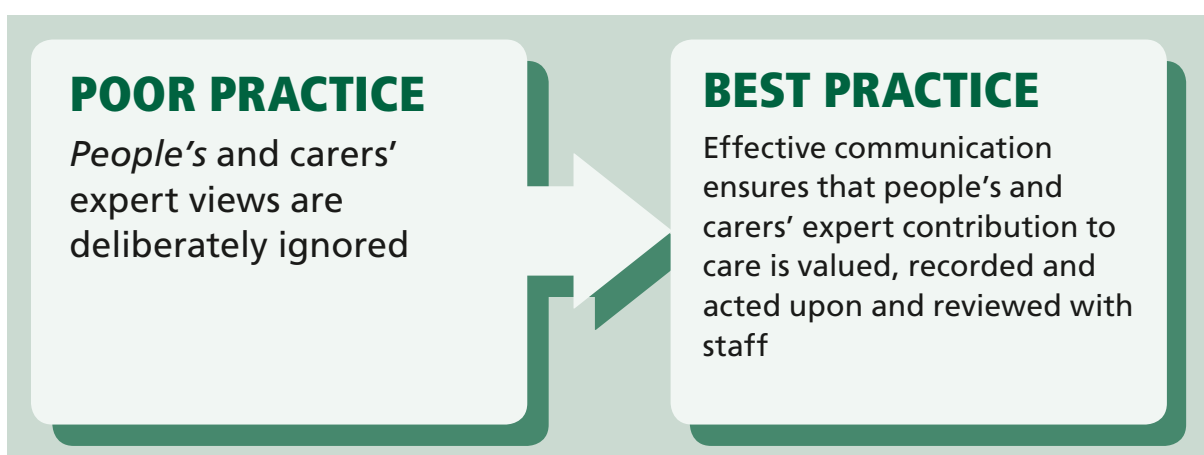 POOR PRACTICE
People’s and carers’
expert views are
deliberately ignored
BEST PRACTICE
Effective communication
ensures that people’s and
carers’ expert contribution to
care is valued, recorded and
acted upon and reviewed with
staff